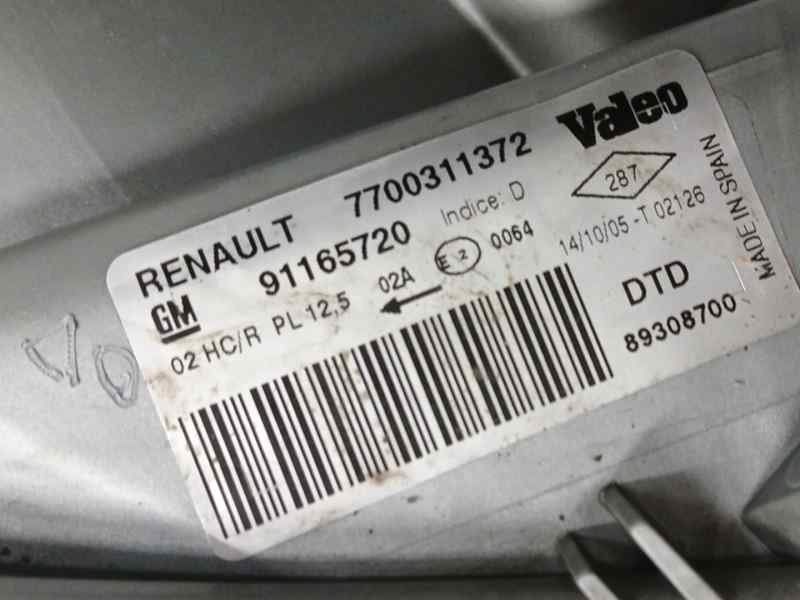 Valeo
RENAULT 7700311372
287
GM 91165720 Indice: D
14/10/05-T 02126
MADE IN SPAIN
02 HC/R PL 12,5 02A E 2 0064
DTD
89308700